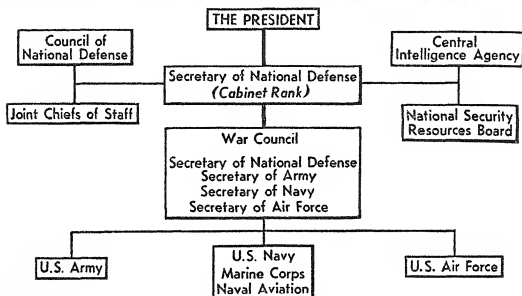 THE PRESIDENT
Council of
National Defense
Central
Intelligence Agency
Secretary of National Defense
(Cabinet Rank)
Joint Chiefs of Staff
National Security
Resources Board
War Council
Secretary of National Defense
Secretary of Army
Secretary of Navy
Secretary of Air Force
U.S. Army
U.S. Navy
Marine Corps
Naval Aviation
U.S. Air Force